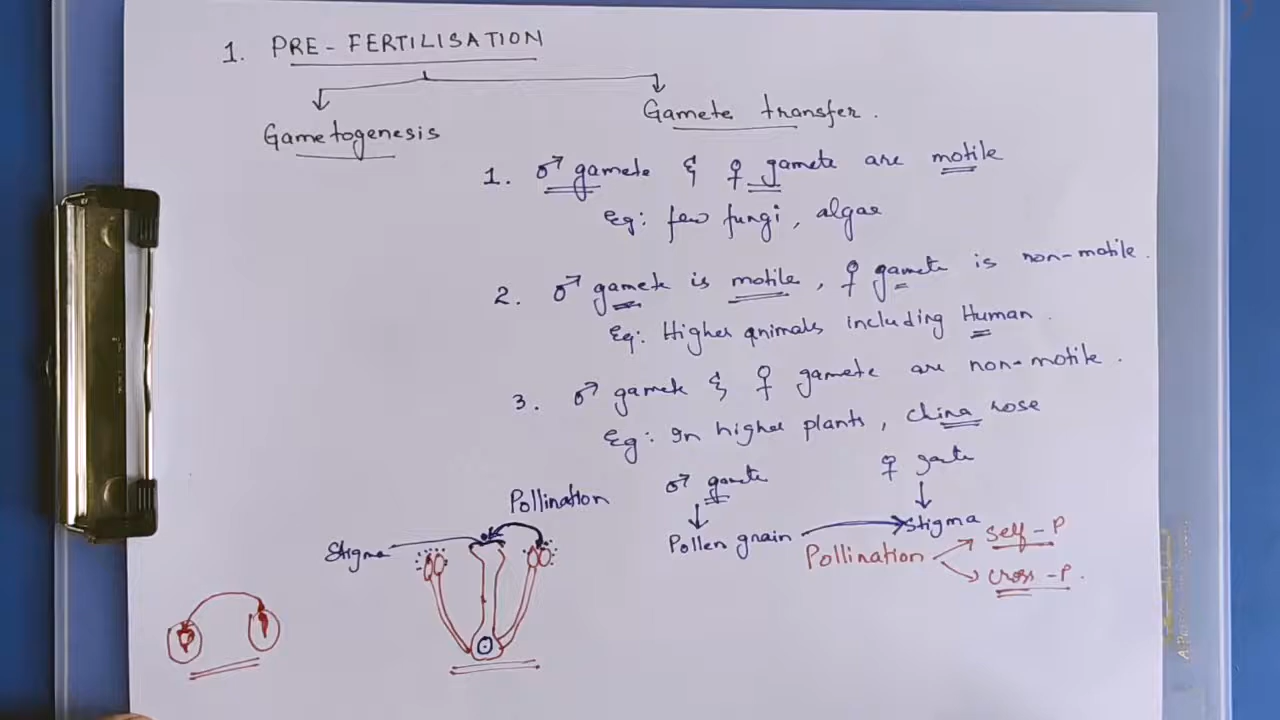 1. PRE-FERTILISATION
Gametogenesis
Gamete transfer.
1. ♂ gamete & ♀ gamete are motile
Eg: few fungi, algae
2. ♂ gamete is motile, ♀ gamete is non-motile.
Eg: Higher animals including Human.
3. ♂ gamete & ♀ gamete are non-motile.
Eg: In higher plants, china rose
♂ gamete
♀ gamete
Pollen grain
Stigma
Pollination
self-P
cross-P.
Pollination
Stigma